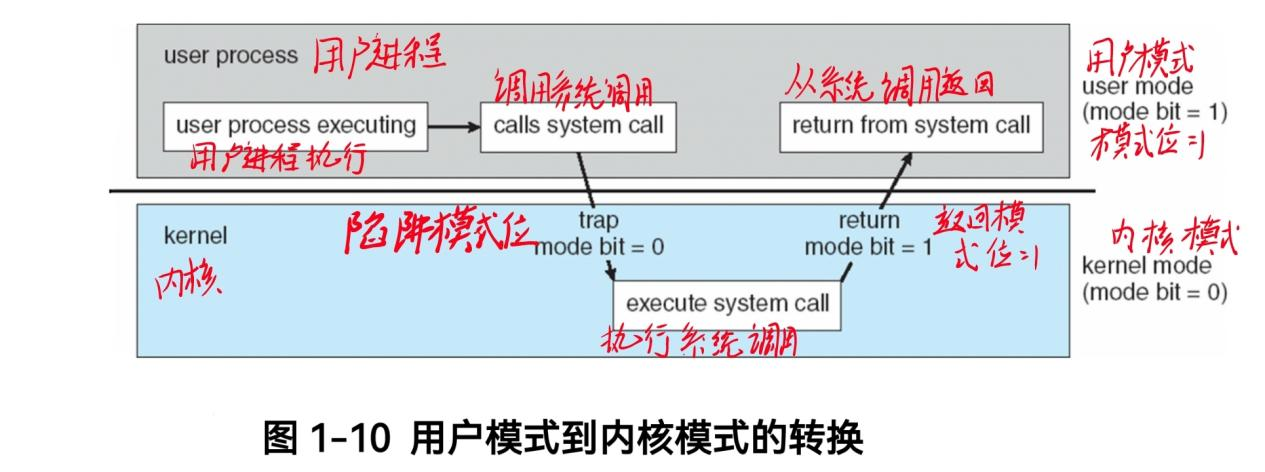 user process 用户进程
调用系统调用
从系统调用返回
用户模式
user mode
(mode bit = 1)
模式位=1
user process executing
calls system call
return from system call
用户进程执行
kernel
内核
陷阱模式位
trap
mode bit = 0
return
mode bit = 1
返回模
式位=1
内核模式
kernel mode
(mode bit = 0)
execute system call
执行系统调用
图 1-10 用户模式到内核模式的转换